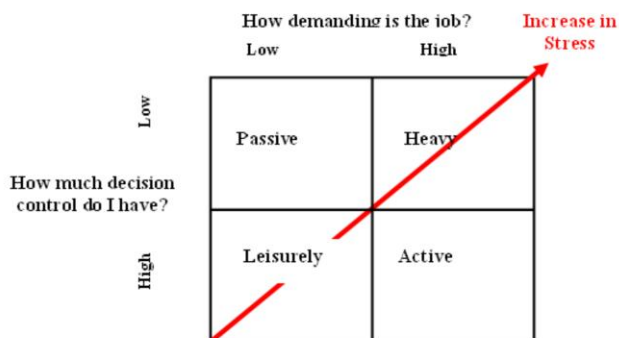 How demanding is the job?
Increase in
Stress
Low
High
Low
Passive
Heavy
How much decision
control do I have?
High
Leisurely
Active